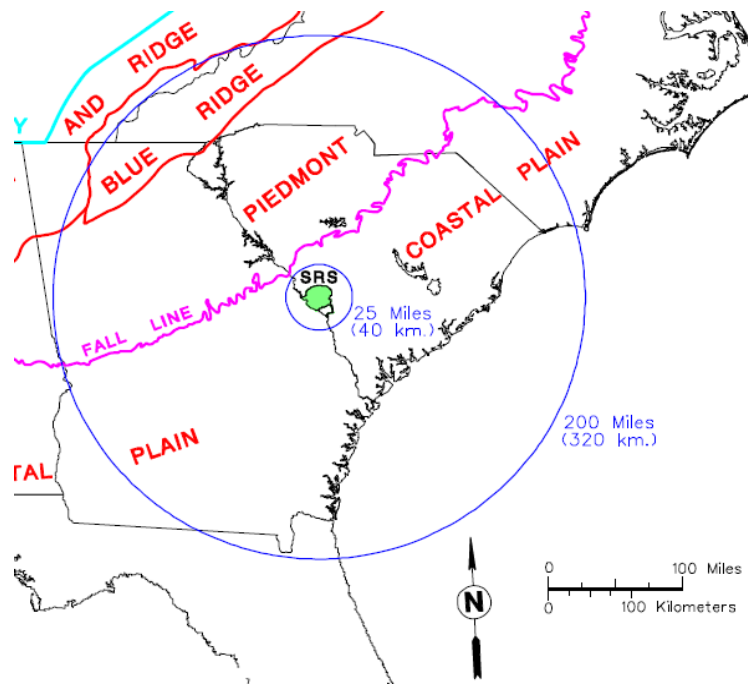 AND RIDGE
Y
BLUE RIDGE
PIEDMONT
COASTAL PLAIN
SRS
25 Miles
(40 km.)
FALL LINE
200 Miles
(320 km.)
PLAIN
TAL
N
0 100 Miles
0 100 Kilometers